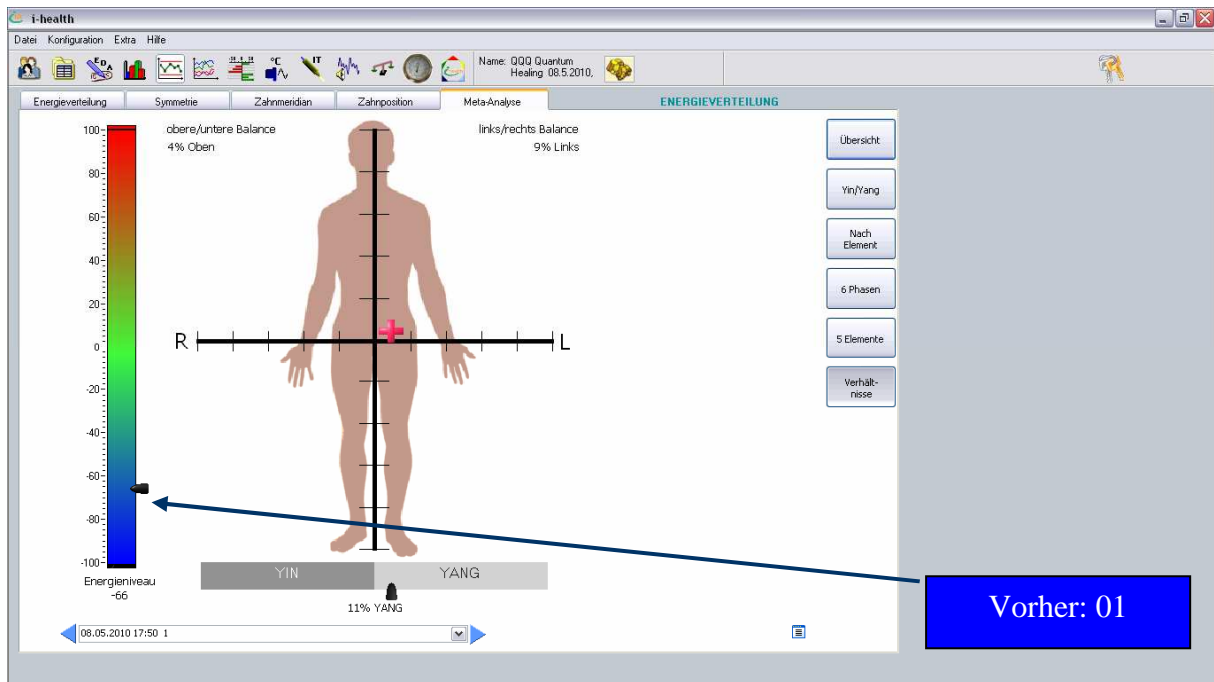 i-health
Datei Konfiguration Extra Hilfe
EDA
°C
IT
Name: QQQ Quantum
Healing 08.5.2010,
Energieverteilung
Symmetrie
Zahnmeridian
Zahnposition
Meta-Analyse
ENERGIEVERTEILUNG
obere/untere Balance
4% Oben
links/rechts Balance
9% Links
100
80
60
40
20
0
-20
-40
-60
-80
-100
Energieniveau
-66
R
L
YIN
YANG
11% YANG
08.05.2010 17:50 1
Übersicht
Yin/Yang
Nach
Element
6 Phasen
5 Elemente
Verhält-
nisse
Vorher: 01